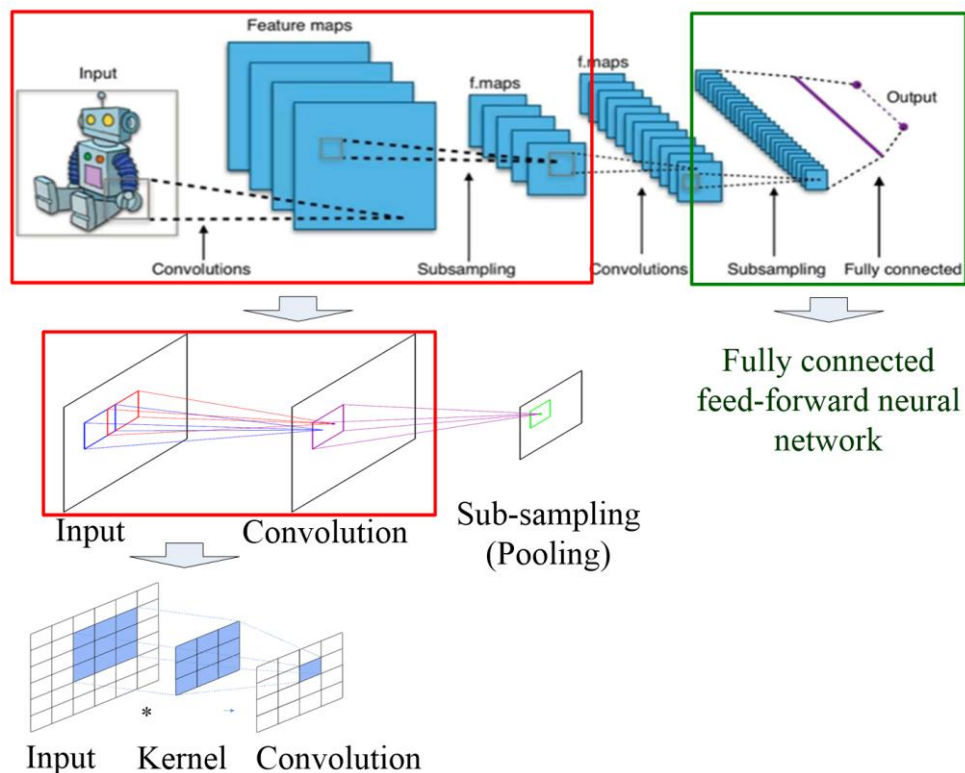 Feature maps
Input
f.maps
f.maps
Output
Convolutions
Subsampling
Convolutions
Subsampling
Fully connected
Fully connected
feed-forward neural
network
Input
Convolution
Sub-sampling
(Pooling)
*
Input
Kernel
Convolution